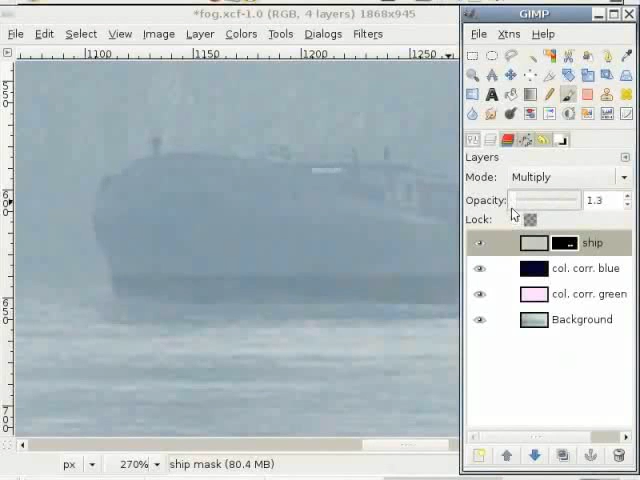 *fog.xcf-1.0 (RGB, 4 layers) 1868x945
GIMP
File Edit Select View Image Layer Colors Tools Dialogs Filters
File Xtns Help
1100 1150 1200 1250
Layers
Mode: Multiply
Opacity: 1.3
Lock:
ship
col. corr. blue
col. corr. green
Background
px 270% ship mask (80.4 MB)